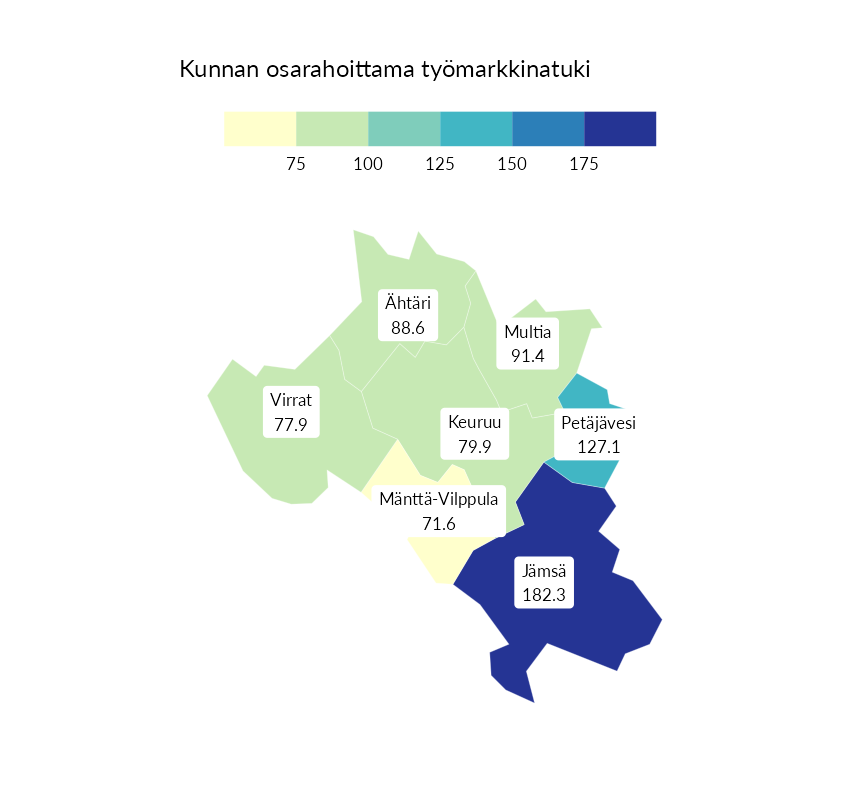 Kunnan osarahoittama työmarkkinatuki
75 100 125 150 175
Ähtäri
88.6
Multia
91.4
Virrat
77.9
Keuruu
79.9
Petäjävesi
127.1
Mänttä-Vilppula
71.6
Jämsä
182.3